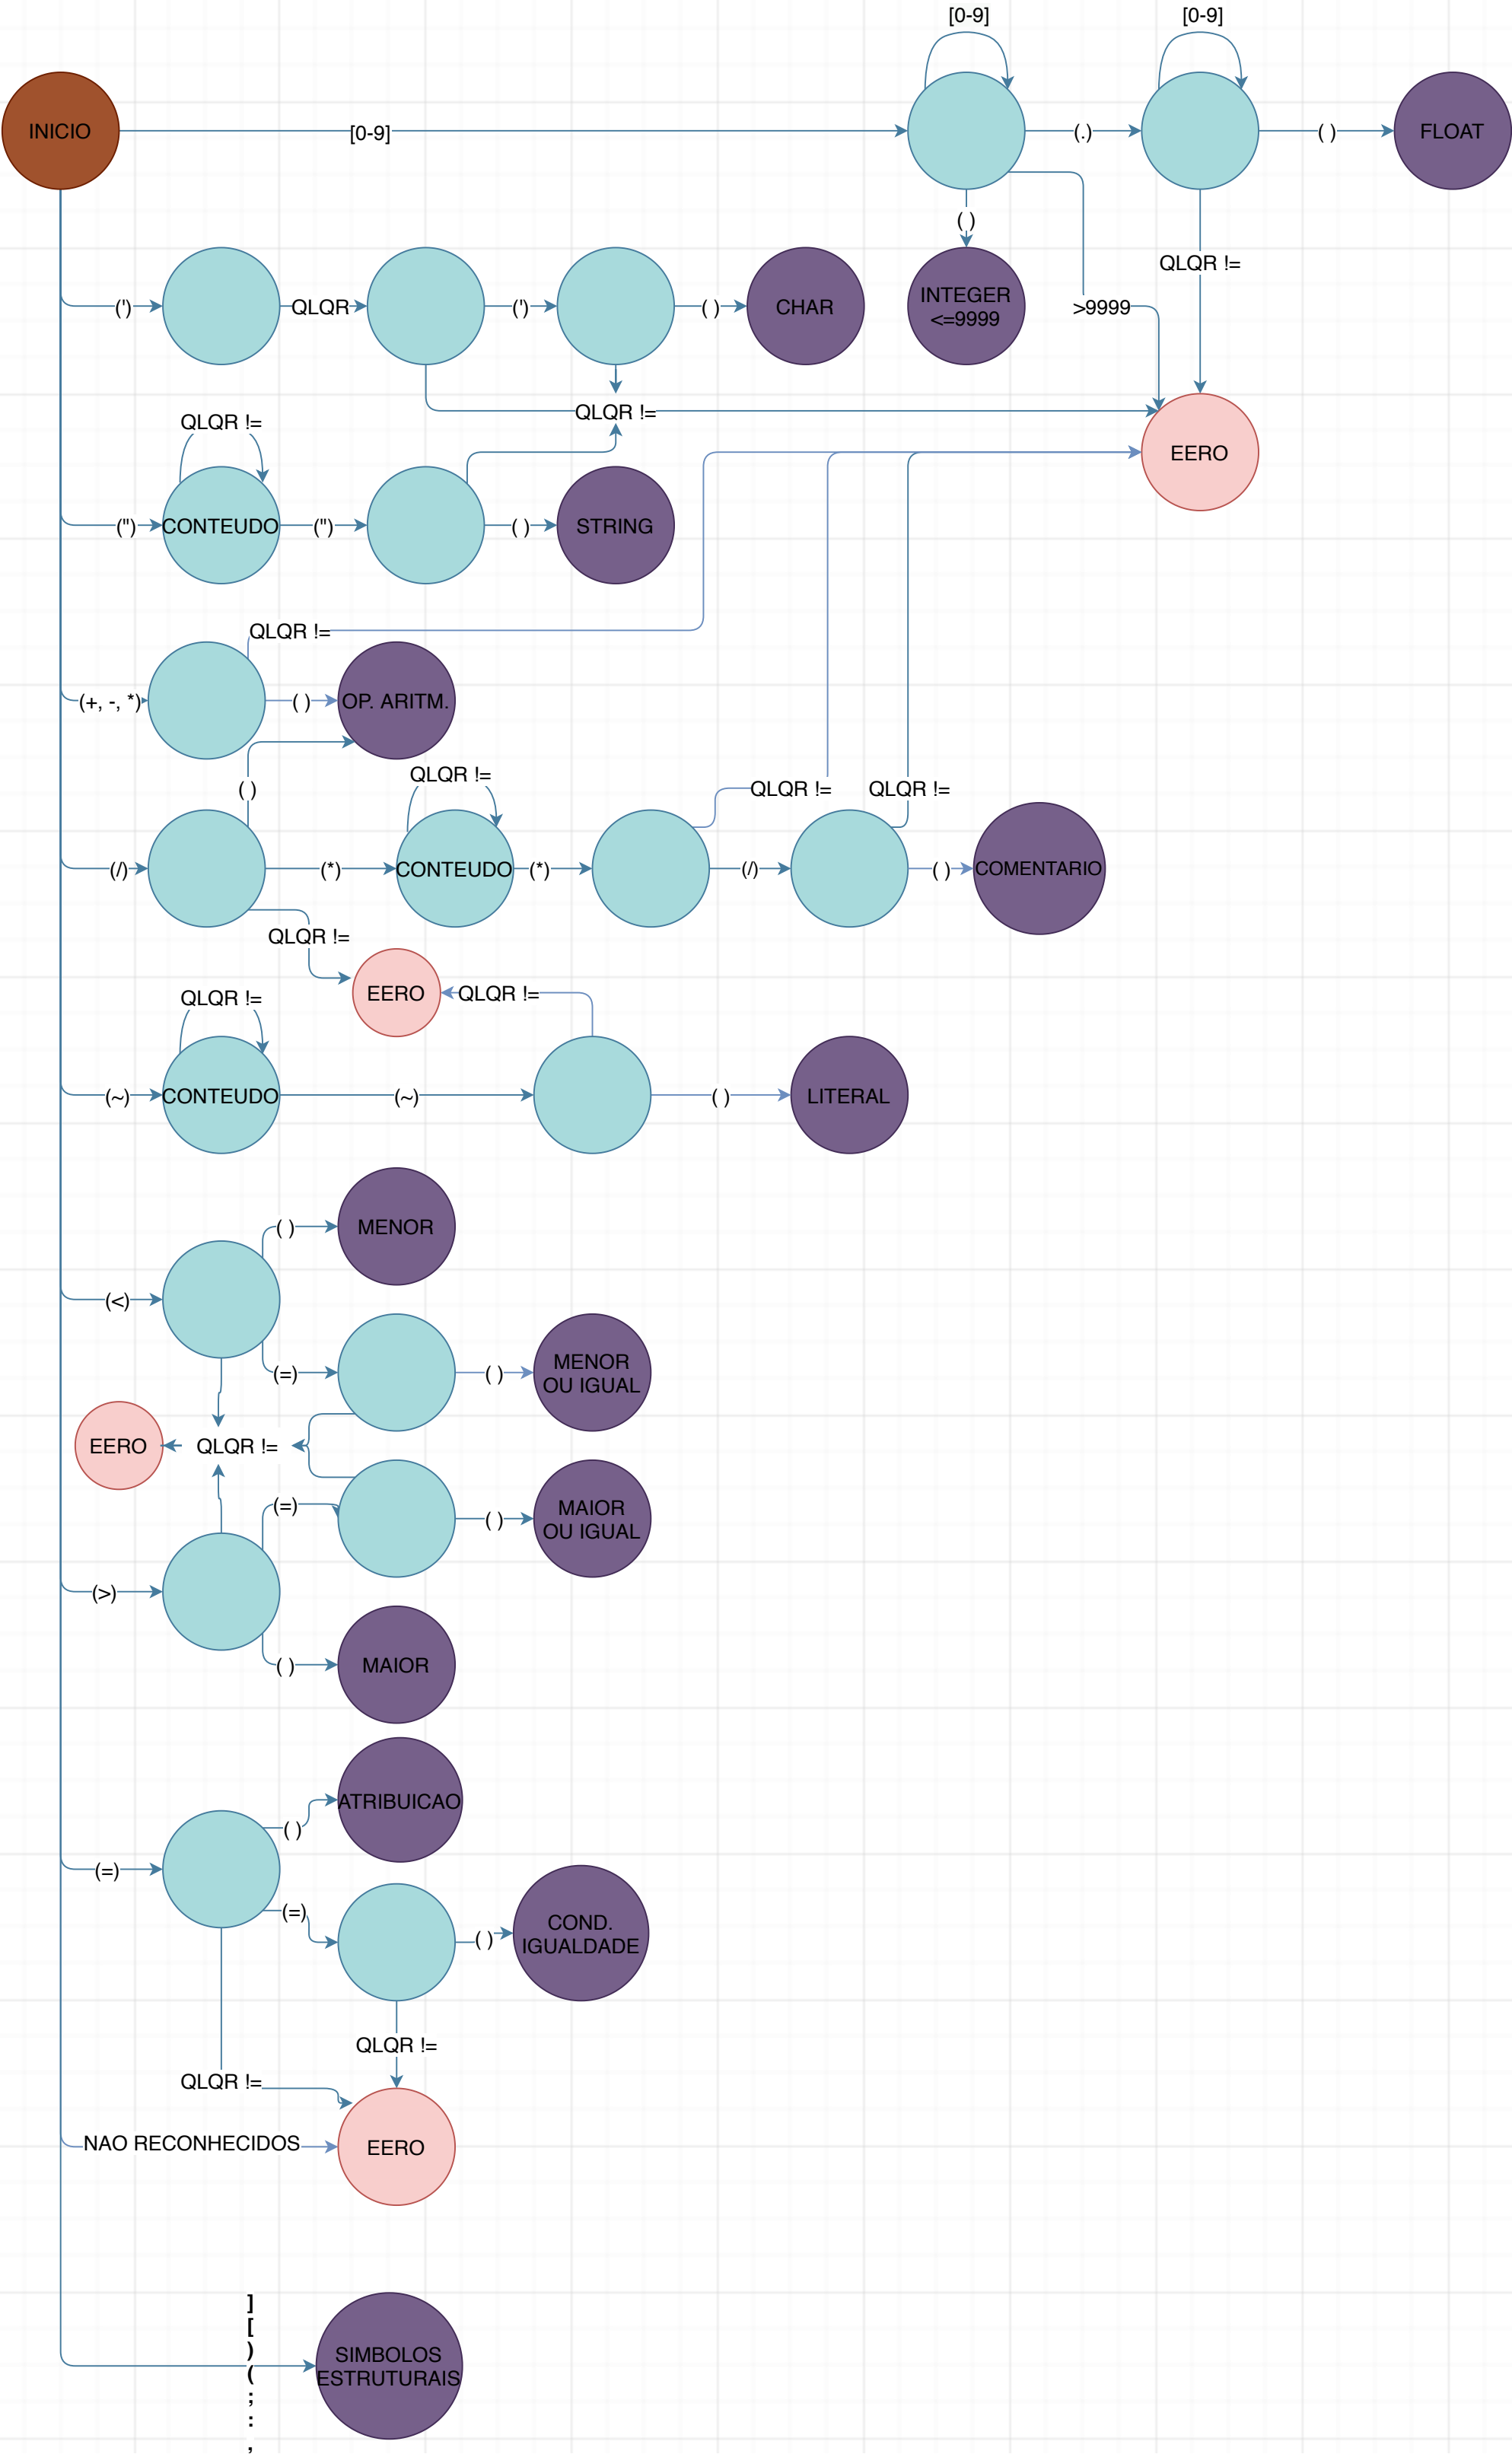 [0-9]
[0-9]
INICIO
[0-9]
(.)
( )
FLOAT
( )
QLQR !=
(')
QLQR
(')
( )
CHAR
INTEGER
<=9999
>9999
QLQR !=
QLQR !=
EERO
(")
CONTEUDO
(")
( )
STRING
QLQR !=
(+, -, *)
( )
OP. ARITM.
QLQR !=
( )
QLQR !=
QLQR !=
(/)
(*)
CONTEUDO
(*)
(/)
( )
COMENTARIO
QLQR !=
EERO
QLQR !=
QLQR !=
(~)
CONTEUDO
(~)
( )
LITERAL
( )
MENOR
(<)
(=)
( )
MENOR
OU IGUAL
EERO
QLQR !=
(=)
( )
MAIOR
OU IGUAL
(>)
( )
MAIOR
ATRIBUICAO
( )
(=)
(=)
( )
COND.
IGUALDADE
QLQR !=
QLQR !=
NAO RECONHECIDOS
EERO
]
[
)
(
;
:
,
SIMBOLOS
ESTRUTURAIS